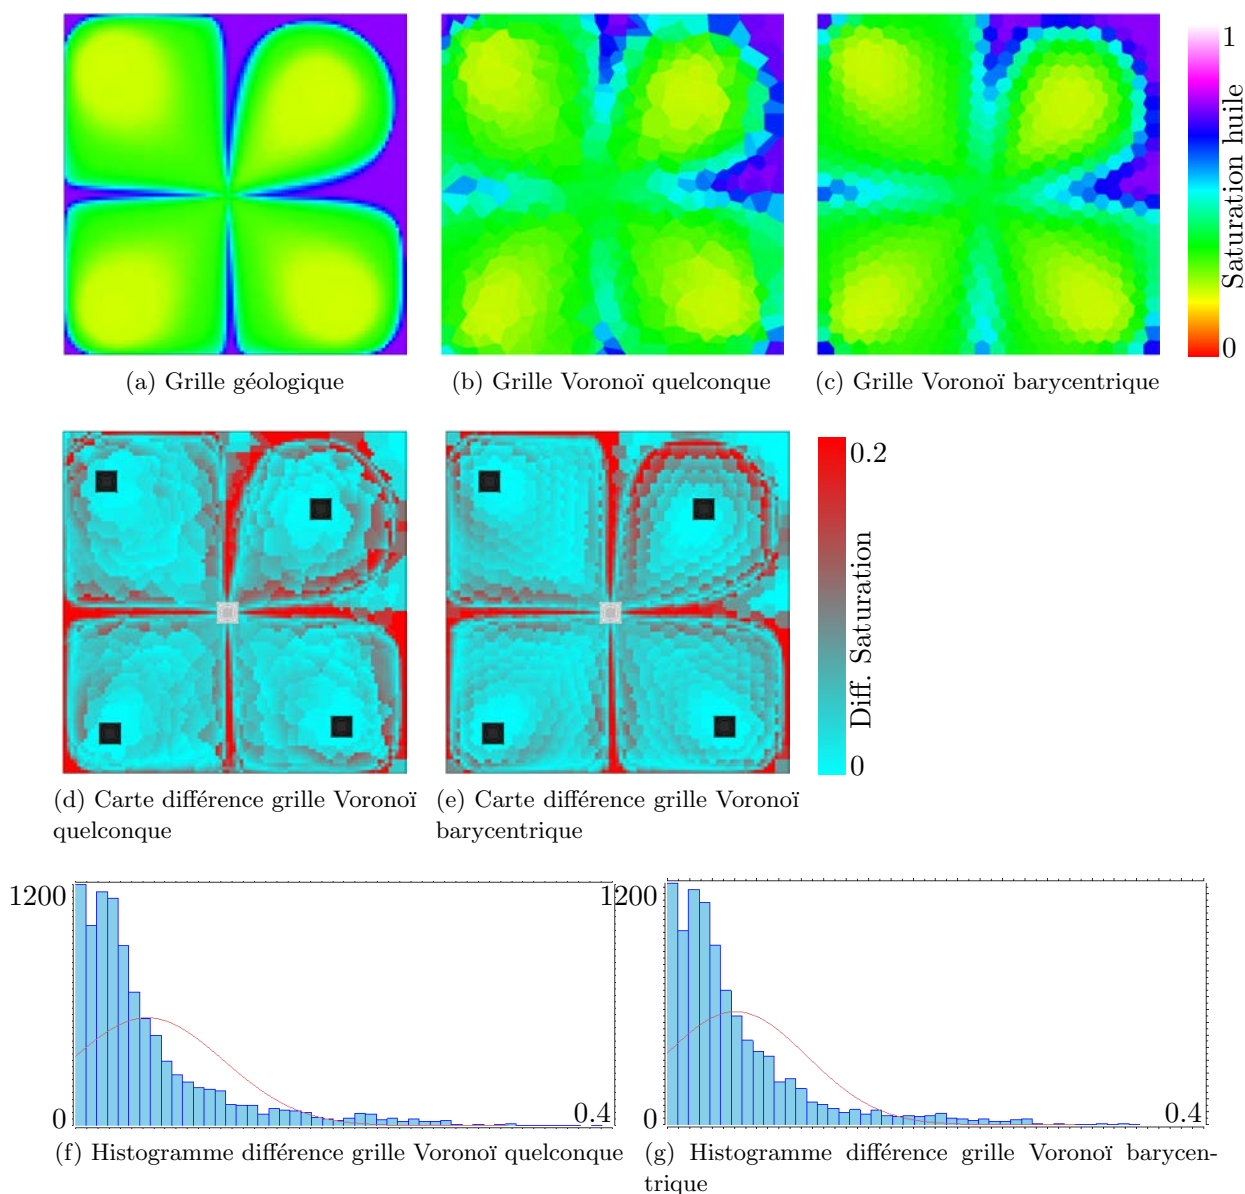 1
Saturation huile
0
(a) Grille géologique
(b) Grille Voronoï quelconque
(c) Grille Voronoï barycentrique
0.2
Diff. Saturation
0
(d) Carte différence grille Voronoï
quelconque
(e) Carte différence grille Voronoï
barycentrique
1200
0
0.4
(f) Histogramme différence grille Voronoï quelconque
1200
0
0.4
(g) Histogramme différence grille Voronoï barycen-
trique